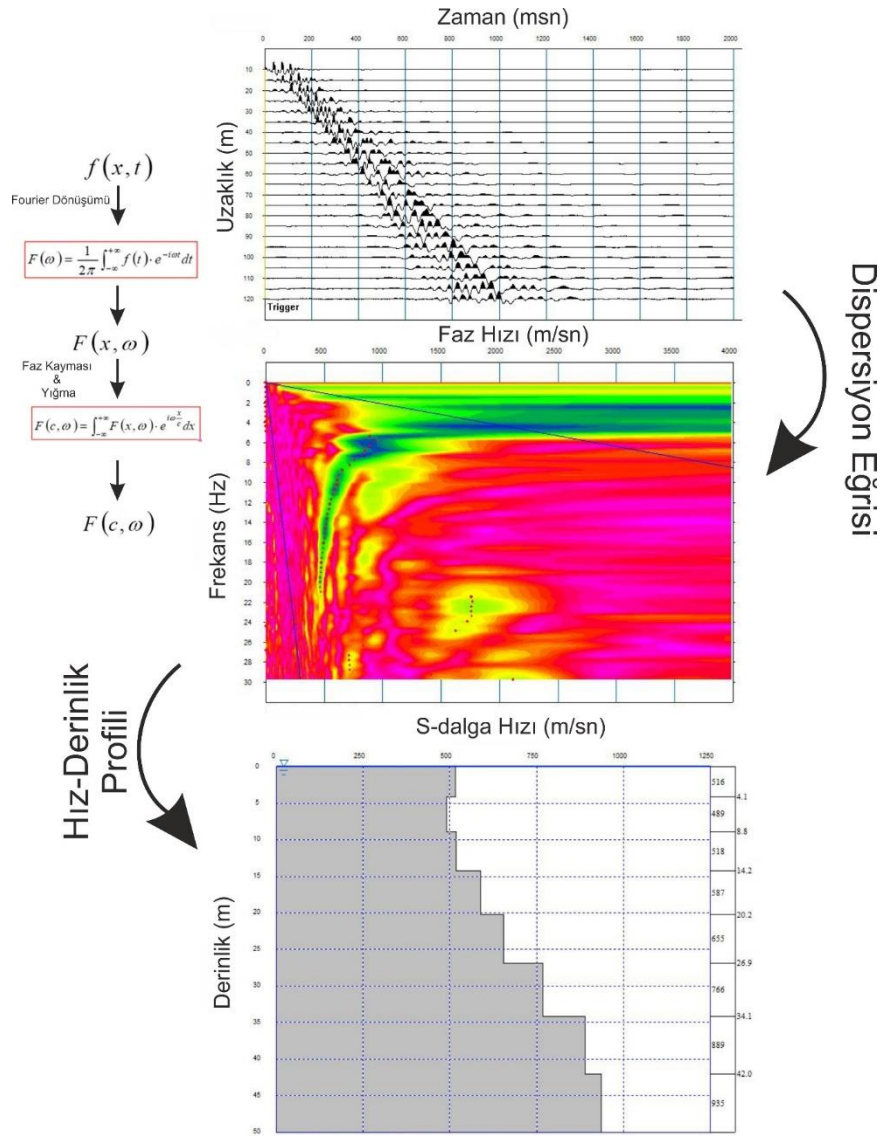 Zaman (msn)
0 200 400 600 800 1000 1200 1400 1600 1800 2000
Uzaklık (m)
10
20
30
40
50
60
70
80
90
100
110
120
Trigger
f(x,t)
Fourier Dönüşümü
F(ω) = 1/2π ∫_{-∞}^{+∞} f(t)·e^{-iωt} dt
F(x,ω)
Faz Kayması
&
Yığma
F(c,ω) = ∫_{-∞}^{+∞} F(x,ω)·e^{iω x/c} dx
F(c,ω)
Faz Hızı (m/sn)
0 500 1000 1500 2000 2500 3000 3500 4000
Frekans (Hz)
0
2
4
6
8
10
12
14
16
18
20
22
24
26
28
30
Dispersiyon Eğrisi
Hız-Derinlik
Profili
S-dalga Hızı (m/sn)
0 250 500 750 1000 1250
Derinlik (m)
0
5
10
15
20
25
30
35
40
45
50
516
4.1
489
8.8
518
14.2
587
20.2
655
26.9
766
34.1
889
42.0
935